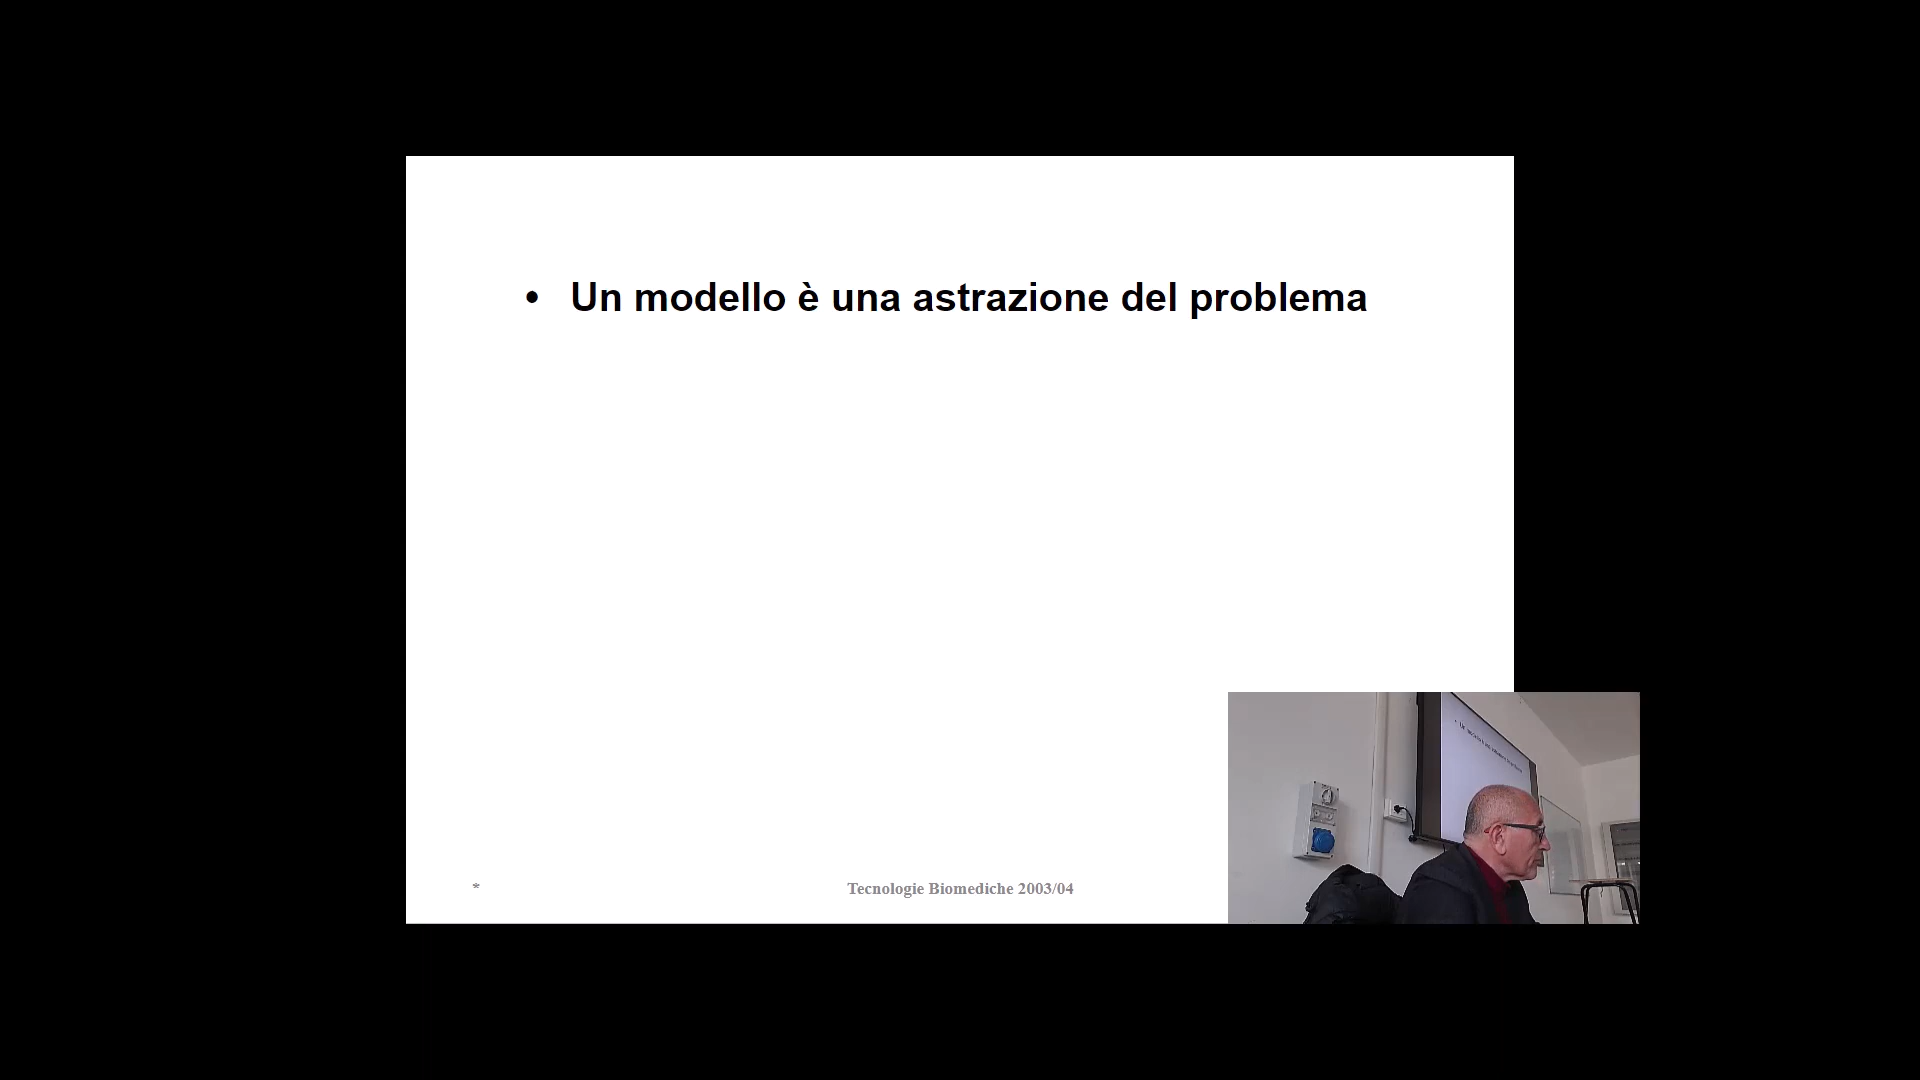 • Un modello è una astrazione del problema
*
Tecnologie Biomediche 2003/04